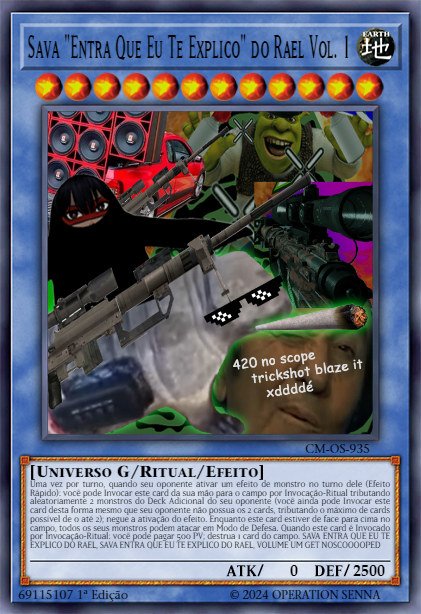 Sava "Entra Que Eu Te Explico" do Rael Vol. 1
EARTH
地
420 no scope
trickshot blaze it
xddddé
CM-OS-935
[Universo G/Ritual/Efeito]
Uma vez por turno, quando seu oponente ativar um efeito de monstro no turno dele (Efeito
Rápido): você pode Invocar este card da sua mão para o campo por Invocação-Ritual tributando
aleatoriamente 2 monstros do Deck Adicional do seu oponente (você ainda pode Invocar este
card desta forma mesmo que seu oponente não possua os 2 cards, tributando o máximo de cards
possível de 0 até 2); negue a ativação do efeito. Enquanto este card estiver de face para cima no
campo, todos os seus monstros podem atacar em Modo de Defesa. Quando este card é Invocado
por Invocação-Ritual: você pode pagar 500 PV; destrua 1 card do campo. SAVA ENTRA QUE EU TE
EXPLICO DO RAEL, SAVA ENTRA QUE EU TE EXPLICO DO RAEL, VOLUME UM GET NOSCOOOOPED
ATK/ 0 DEF/ 2500
69115107 1ª Edição © 2024 OPERATION SENNA